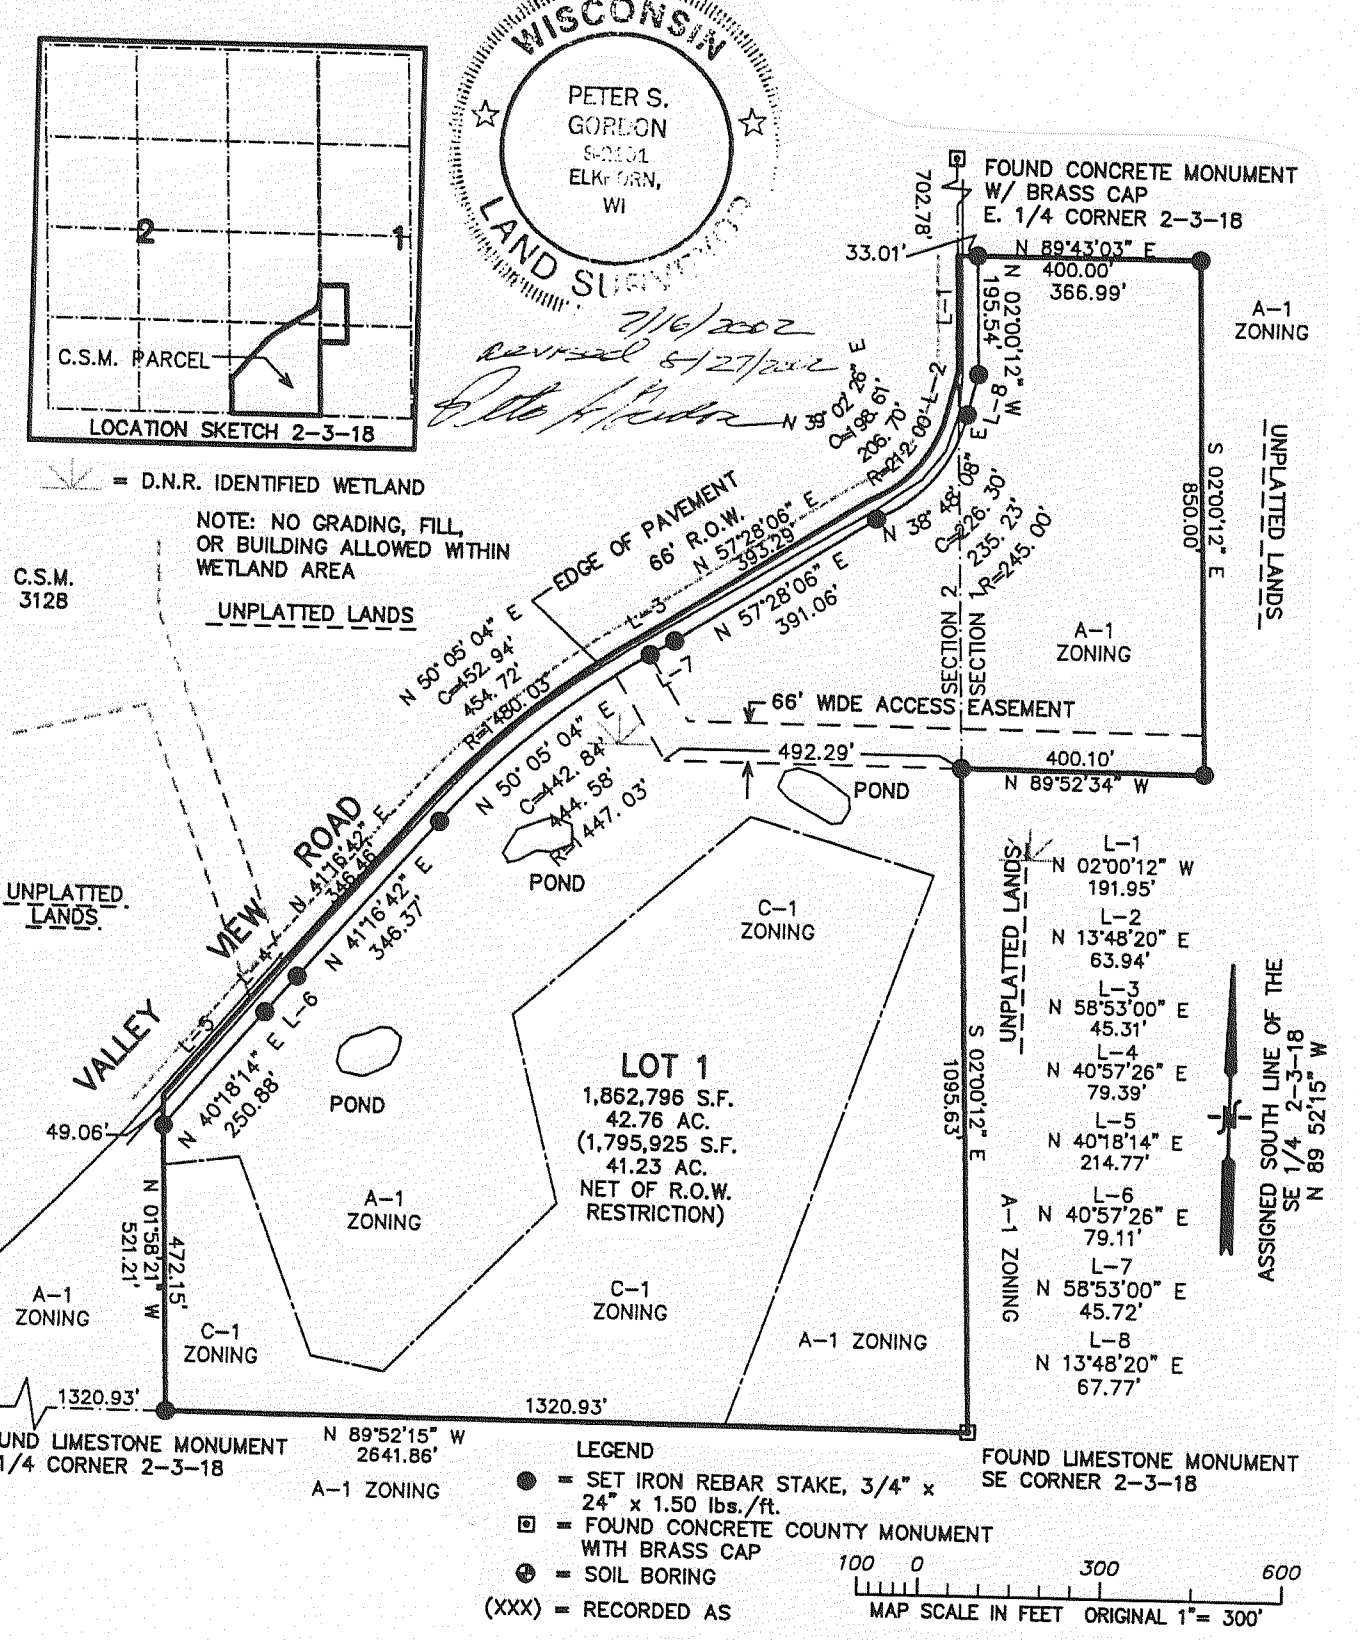 WISCONSIN
PETER S.
GORDON
ELKHORN,
WI
LAND SURVEYOR
7/16/2002
REVISED 8/27/2002
2
1
C.S.M. PARCEL
LOCATION SKETCH 2-3-18
= D.N.R. IDENTIFIED WETLAND
NOTE: NO GRADING, FILL,
OR BUILDING ALLOWED WITHIN
WETLAND AREA
UNPLATTED LANDS
C.S.M.
3128
UNPLATTED
LANDS
FOUND CONCRETE MONUMENT
W/ BRASS CAP
E. 1/4 CORNER 2-3-18
702.78'
33.01'
N 89°43'03" E
400.00'
366.99'
N 02°00'12" W
195.54'
L-1
L-2
L-8
A-1
ZONING
UNPLATTED LANDS
S 02°00'12" E
850.00'
N 39°02'26" E
C=198.61'
206.70'
R=212.00'
N 38°48'08" E
C=226.30'
235.23'
R=245.00'
EDGE OF PAVEMENT
66' R.O.W.
N 57°28'06" E
393.29'
N 57°28'06" E
391.06'
L-3
L-7
SECTION 2
SECTION 1
A-1
ZONING
66' WIDE ACCESS EASEMENT
492.29'
400.10'
N 89°52'34" W
N 50°05'04" E
C=452.94'
454.72'
R=1480.03'
N 50°05'04" E
C=442.84'
444.58'
R=1447.03'
POND
POND
VALLEY VIEW ROAD
N 41°16'42" E
346.46'
N 41°16'42" E
346.37'
L-4
L-5
L-6
N 40°18'14" E
250.88'
49.06'
POND
C-1
ZONING
LOT 1
1,862,796 S.F.
42.76 AC.
(1,795,925 S.F.
41.23 AC.
NET OF R.O.W.
RESTRICTION)
A-1
ZONING
C-1
ZONING
A-1 ZONING
N 01°58'21" W
521.21'
472.15'
A-1
ZONING
C-1
ZONING
S 02°00'12" E
1095.63'
UNPLATTED LANDS
A-1 ZONING
L-1
N 02°00'12" W
191.95'
L-2
N 13°48'20" E
63.94'
L-3
N 58°53'00" E
45.31'
L-4
N 40°57'26" E
79.39'
L-5
N 40°18'14" E
214.77'
L-6
N 40°57'26" E
79.11'
L-7
N 58°53'00" E
45.72'
L-8
N 13°48'20" E
67.77'
ASSIGNED SOUTH LINE OF THE
SE 1/4 2-3-18
N 89 52'15" W
N
1320.93'
1320.93'
UND LIMESTONE MONUMENT
1/4 CORNER 2-3-18
N 89°52'15" W
2641.86'
A-1 ZONING
FOUND LIMESTONE MONUMENT
SE CORNER 2-3-18
LEGEND
= SET IRON REBAR STAKE, 3/4" x
24" x 1.50 lbs./ft.
= FOUND CONCRETE COUNTY MONUMENT
WITH BRASS CAP
= SOIL BORING
(XXX) = RECORDED AS
100 0 300 600
MAP SCALE IN FEET ORIGINAL 1"= 300'